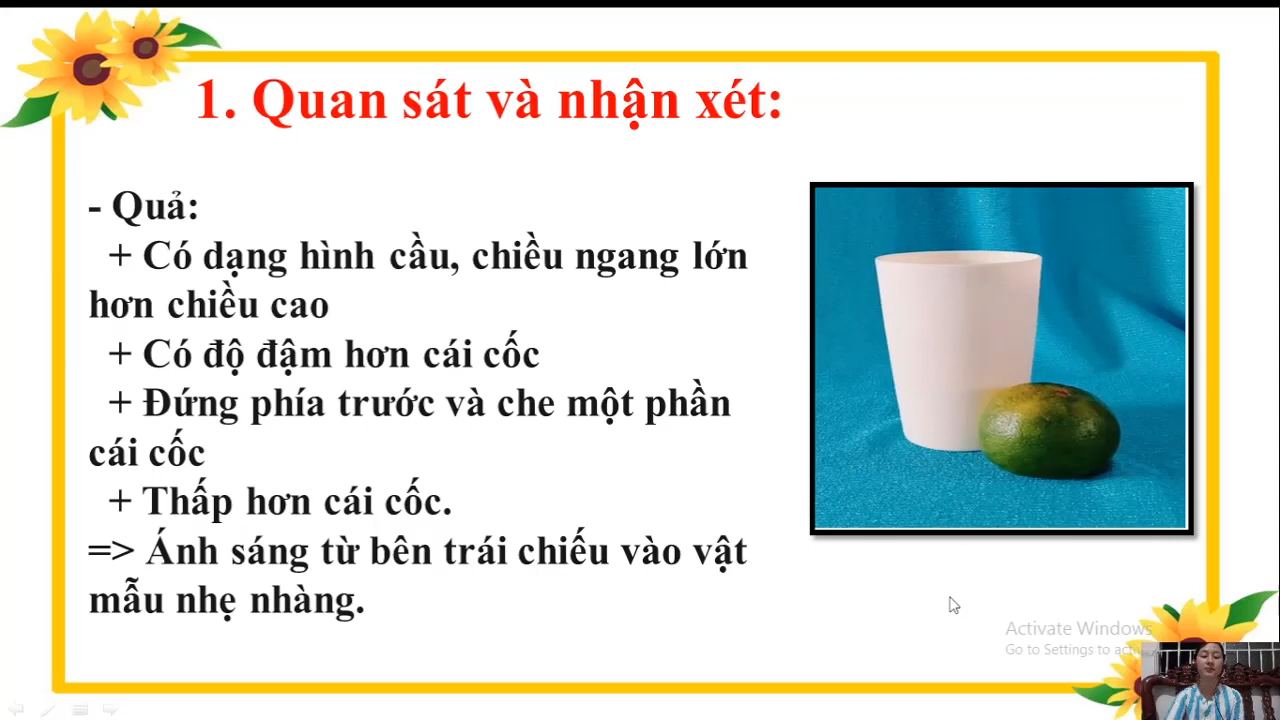 1. Quan sát và nhận xét:
- Quả:
+ Có dạng hình cầu, chiều ngang lớn
hơn chiều cao
+ Có độ đậm hơn cái cốc
+ Đứng phía trước và che một phần
cái cốc
+ Thấp hơn cái cốc.
=> Ánh sáng từ bên trái chiếu vào vật
mẫu nhẹ nhàng.
Activate Windows
Go to Settings to